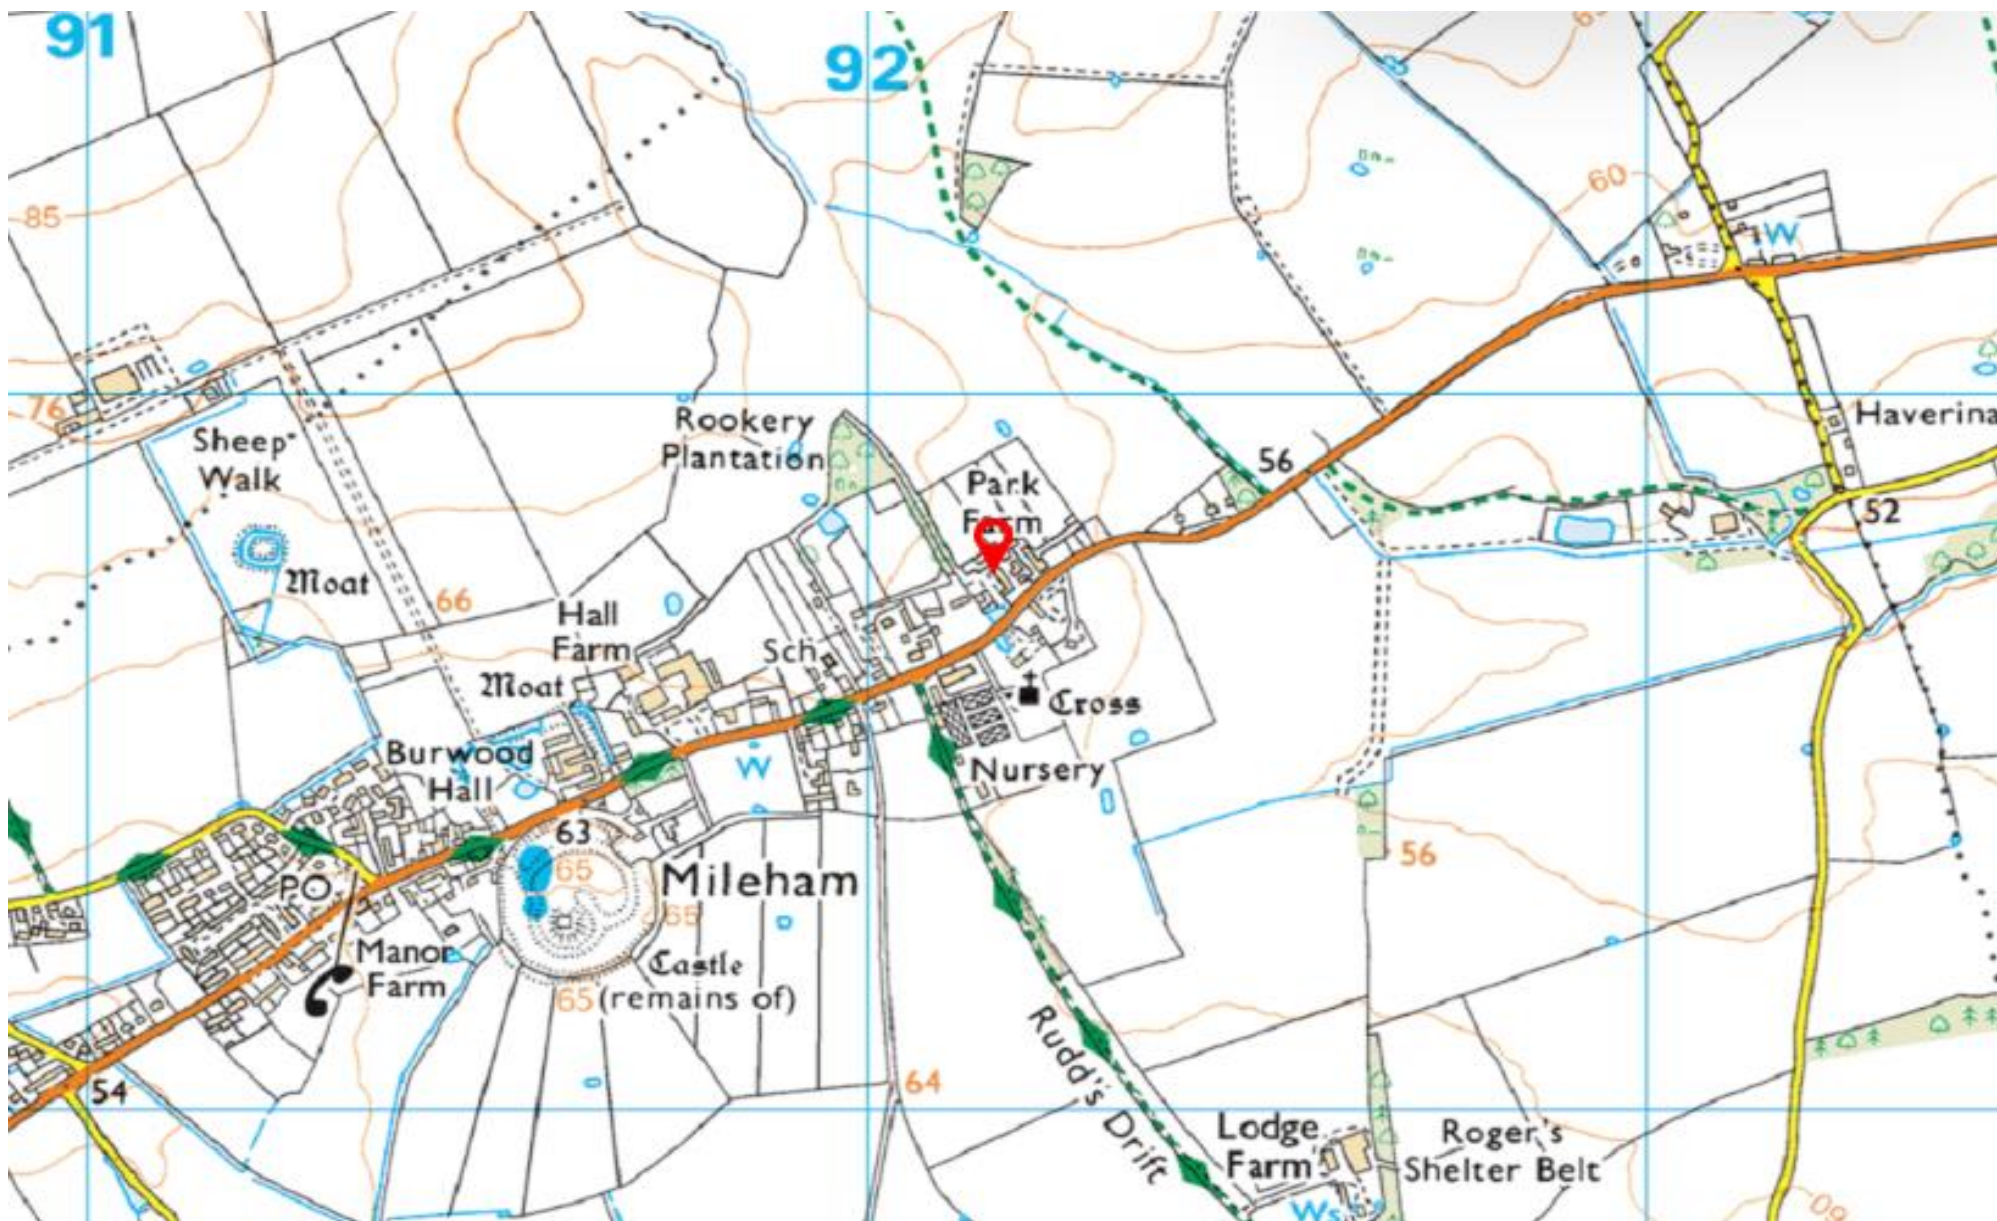 91
92
85
60
76
Sheep
Walk
Moat
66
Rookery
Plantation
Park
Farm
56
W
Haverina
52
Hall
Farm
Moat
Sch
Cross
Nursery
Burwood
Hall
W
63
65
Mileham
65
PO
Manor
Farm
Castle
65 (remains of)
56
54
64
Rudd's Drift
Lodge
Farm
Roger's
Shelter Belt
Ws
60